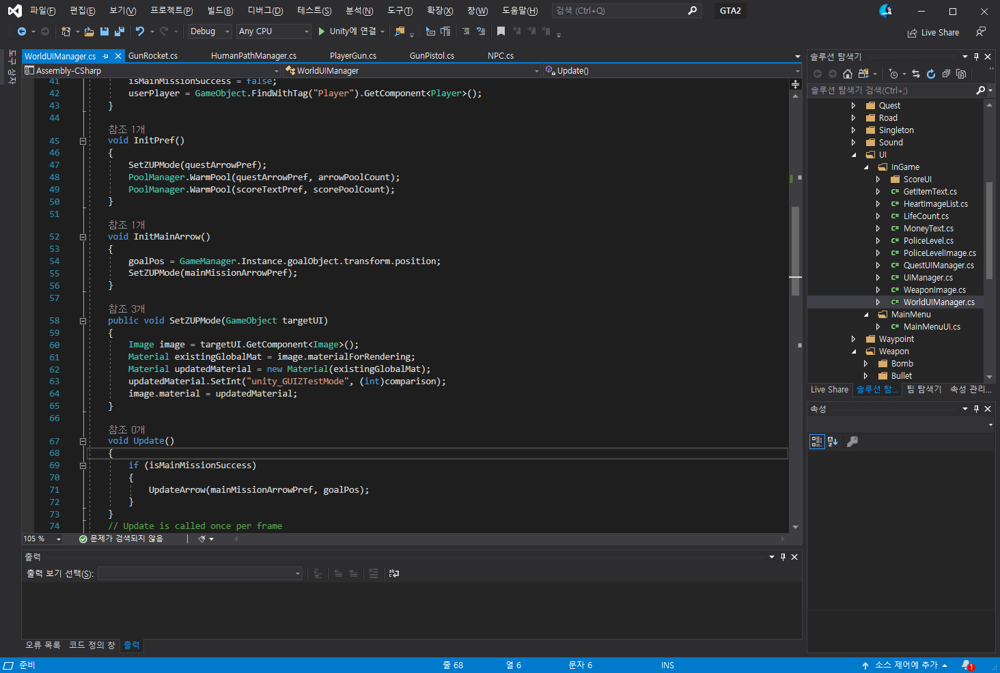 파일(F) 편집(E) 보기(V) 프로젝트(P) 빌드(B) 디버그(D) 테스트(S) 분석(N) 도구(T) 확장(X) 창(W) 도움말(H) 검색 (Ctrl+Q) GTA2
Debug Any CPU Unity에 연결 Live Share
도구 상자
WorldUIManager.cs GunRocket.cs HumanPathManager.cs PlayerGun.cs GunPistol.cs NPC.cs
Assembly-CSharp WorldUIManager Update()
41 isMainMissionSuccess = false;
42 userPlayer = GameObject.FindWithTag("Player").GetComponent<Player>();
43 }
44
참조 1개
45 void InitPref()
46 {
47 SetZUPMode(questArrowPref);
48 PoolManager.WarmPool(questArrowPref, arrowPoolCount);
49 PoolManager.WarmPool(scoreTextPref, scorePoolCount);
50 }
51
참조 1개
52 void InitMainArrow()
53 {
54 goalPos = GameManager.Instance.goalObject.transform.position;
55 SetZUPMode(mainMissionArrowPref);
56 }
57
참조 3개
58 public void SetZUPMode(GameObject targetUI)
59 {
60 Image image = targetUI.GetComponent<Image>();
61 Material existingGlobalMat = image.materialForRendering;
62 Material updatedMaterial = new Material(existingGlobalMat);
63 updatedMaterial.SetInt("unity_GUIZTestMode", (int)comparison);
64 image.material = updatedMaterial;
65 }
66
참조 0개
67 void Update()
68 {
69 if (isMainMissionSuccess)
70 {
71 UpdateArrow(mainMissionArrowPref, goalPos);
72 }
73 }
74 // Update is called once per frame
105 % 문제가 검색되지 않음
출력
출력 보기 선택(S):
오류 목록 코드 정의 창 출력
솔루션 탐색기
솔루션 탐색기 검색(Ctrl+;)
Quest
Road
Singleton
Sound
UI
InGame
ScoreUI
C# GetItemText.cs
C# HeartImageList.cs
C# LifeCount.cs
C# MoneyText.cs
C# PoliceLevel.cs
C# PoliceLevelImage.cs
C# QuestUIManager.cs
C# UIManager.cs
C# WeaponImage.cs
C# WorldUIManager.cs
MainMenu
C# MainMenuUI.cs
Waypoint
Weapon
Bomb
Bullet
Live Share 솔루션 탐... 팀 탐색기 속성 관리...
속성
준비 줄 68 열 6 문자 6 INS 소스 제어에 추가 1